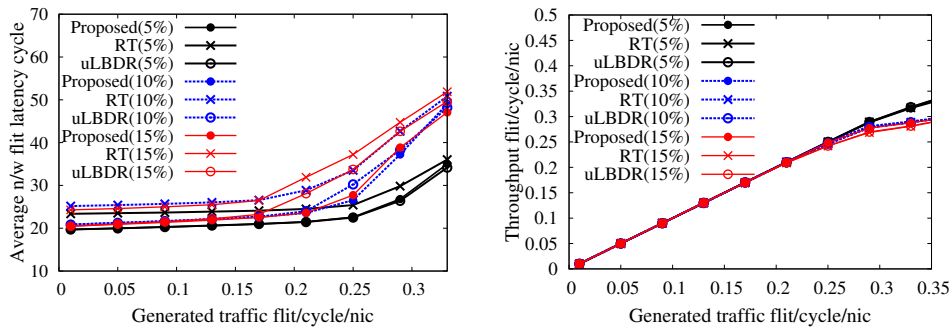 70
60
50
40
30
20
10
Average n/w flit latency cycle
Proposed(5%)
RT(5%)
uLBDR(5%)
Proposed(10%)
RT(10%)
uLBDR(10%)
Proposed(15%)
RT(15%)
uLBDR(15%)
0 0.05 0.1 0.15 0.2 0.25 0.3
Generated traffic flit/cycle/nic
0.5
0.45
0.4
0.35
0.3
0.25
0.2
0.15
0.1
0.05
0
Throughput flit/cycle/nic
Proposed(5%)
RT(5%)
uLBDR(5%)
Proposed(10%)
RT(10%)
uLBDR(10%)
Proposed(15%)
RT(15%)
uLBDR(15%)
0 0.05 0.1 0.15 0.2 0.25 0.3 0.35
Generated traffic flit/cycle/nic